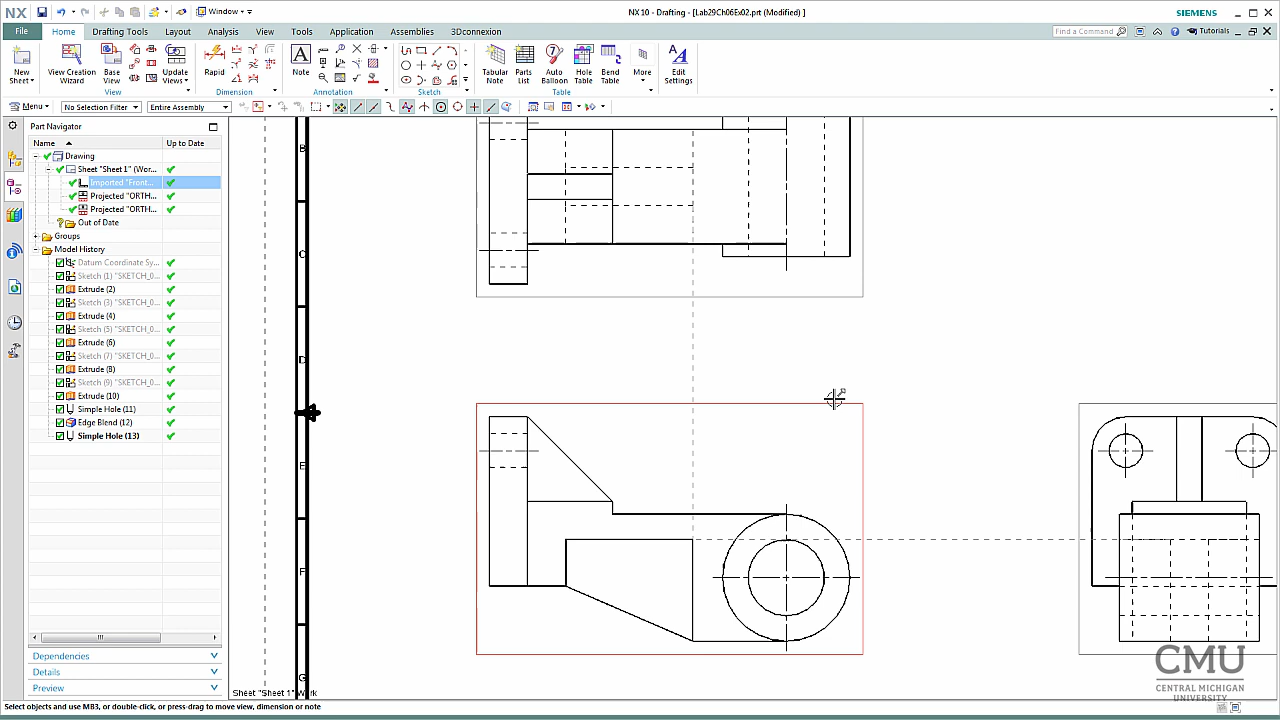 NX
Window
NX 10 - Drafting - [Lab29Ch06Ex02.prt (Modified) ]
SIEMENS
File
Home
Drafting Tools
Layout
Analysis
View
Tools
Application
Assemblies
3Dconnexion
Find a Command
Tutorials
New Sheet
View Creation Wizard
Base View
Update Views
Rapid
Note
Tabular Note
Parts List
Auto Balloon
Hole Table
Bend Table
More
Edit Settings
View
Dimension
Annotation
Sketch
Table
Menu
No Selection Filter
Entire Assembly
Part Navigator
Name
Up to Date
Drawing
Sheet "Sheet 1" (Wor...
Imported "Front...
Projected "ORTH...
Projected "ORTH...
Out of Date
Groups
Model History
Datum Coordinate Sy...
Sketch (1) "SKETCH_0...
Extrude (2)
Sketch (3) "SKETCH_0...
Extrude (4)
Sketch (5) "SKETCH_0...
Extrude (6)
Sketch (7) "SKETCH_0...
Extrude (8)
Sketch (9) "SKETCH_0...
Extrude (10)
Simple Hole (11)
Edge Blend (12)
Simple Hole (13)
Dependencies
Details
Preview
B
C
D
E
F
G
Sheet "Sheet 1" Work
CMU
CENTRAL MICHIGAN
UNIVERSITY
Select objects and use MB3, or double-click, or press-drag to move view, dimension or note